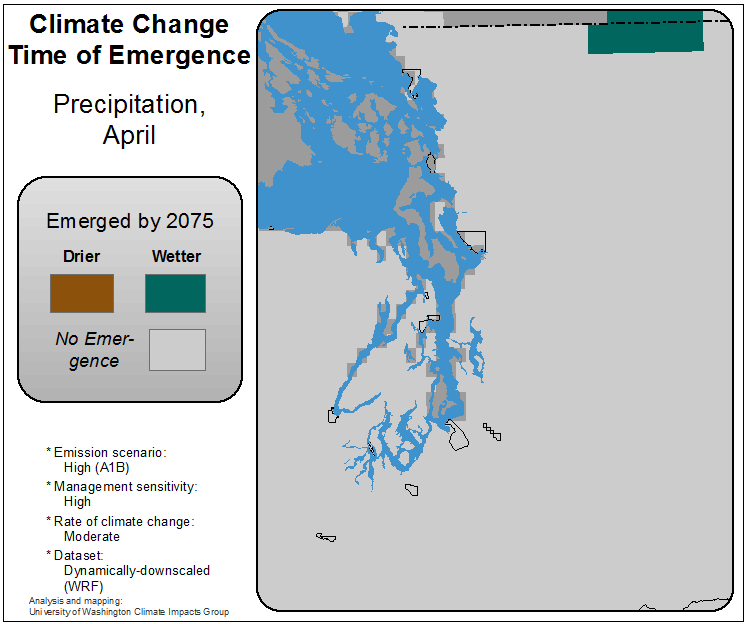 Climate Change
Time of Emergence
Precipitation,
April
Emerged by 2075
Drier
Wetter
No Emer-
gence
* Emission scenario:
High (A1B)
* Management sensitivity:
High
* Rate of climate change:
Moderate
* Dataset:
Dynamically-downscaled
(WRF)
Analysis and mapping:
University of Washington Climate Impacts Group